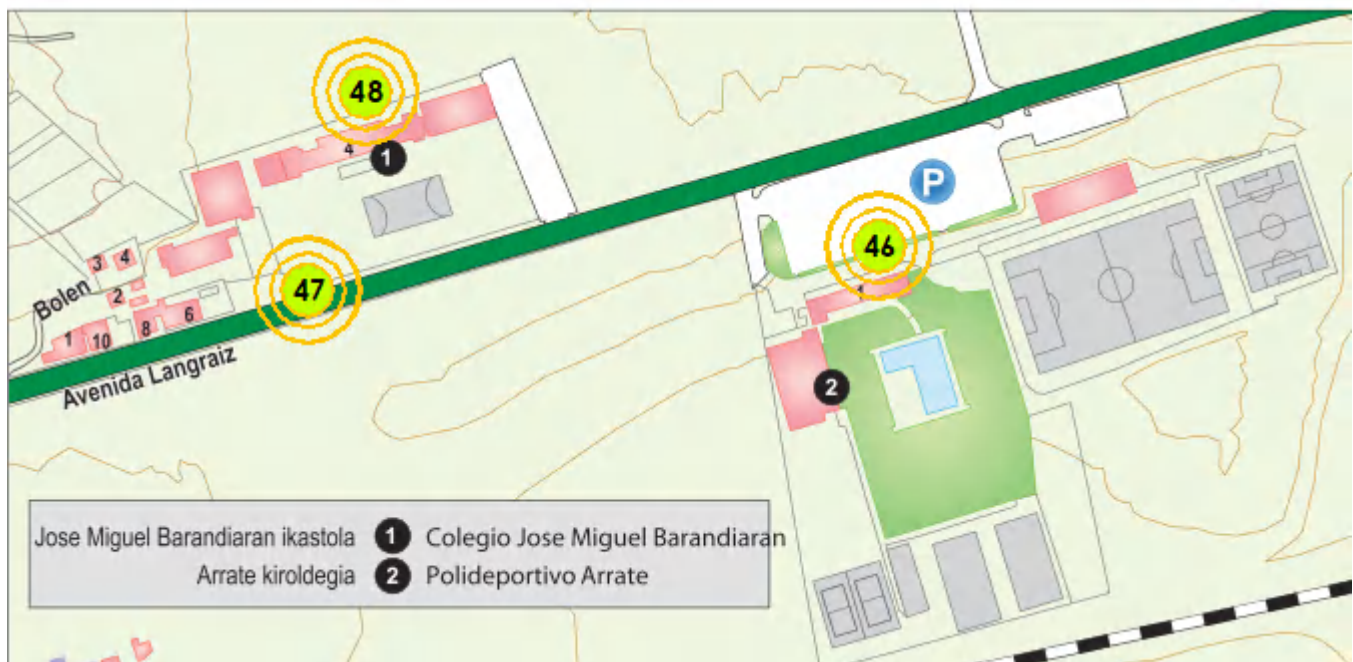 48
4
1
P
46
47
3
4
Bolen
2
1
10
8
6
Avenida Langraiz
1
2
Jose Miguel Barandiaran ikastola 1 Colegio Jose Miguel Barandiaran
Arrate kiroldegia 2 Polideportivo Arrate